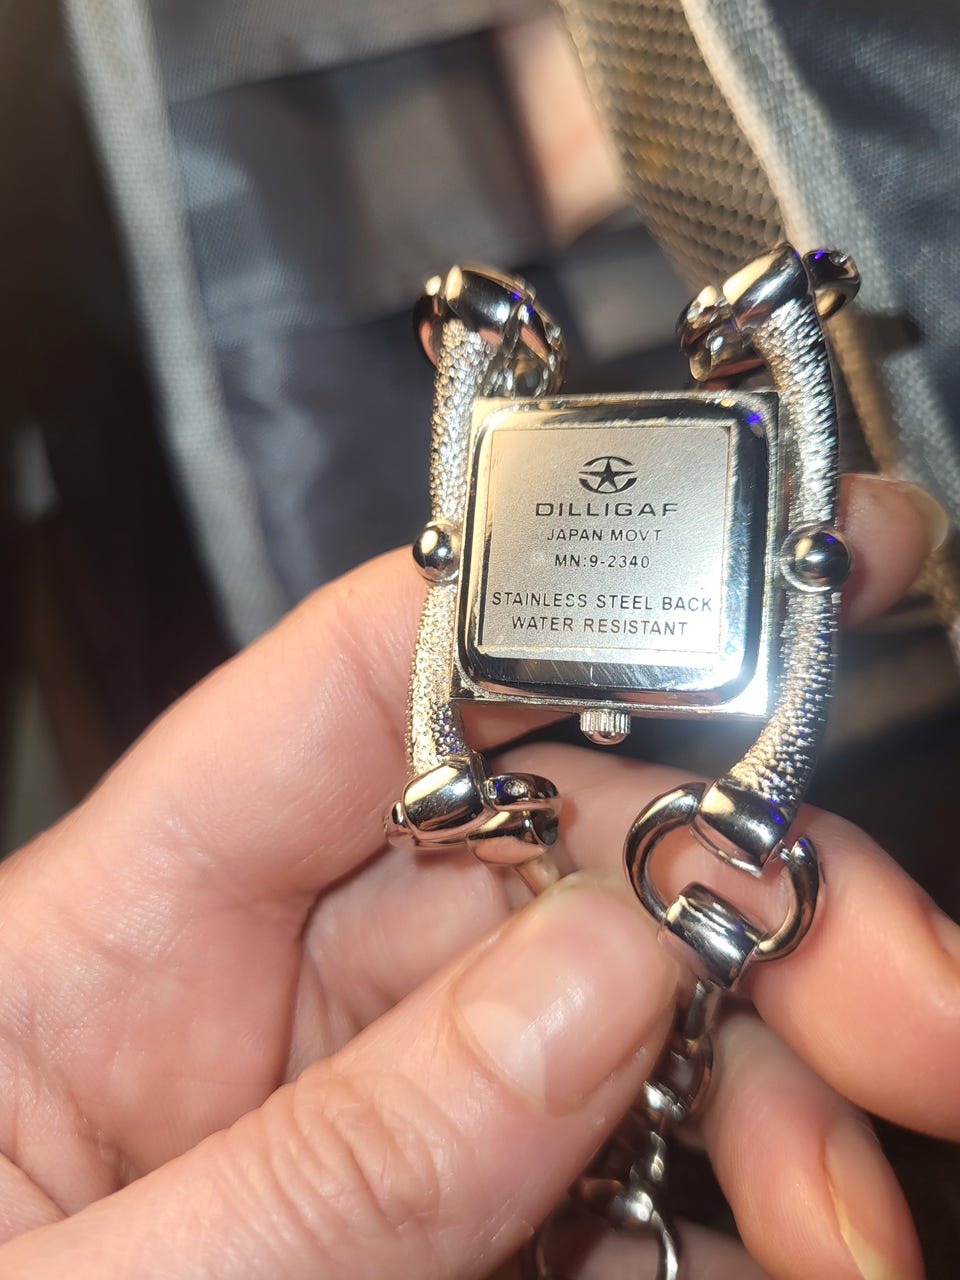 DILLIGAF
JAPAN MOVT
MN:9-2340
STAINLESS STEEL BACK
WATER RESISTANT